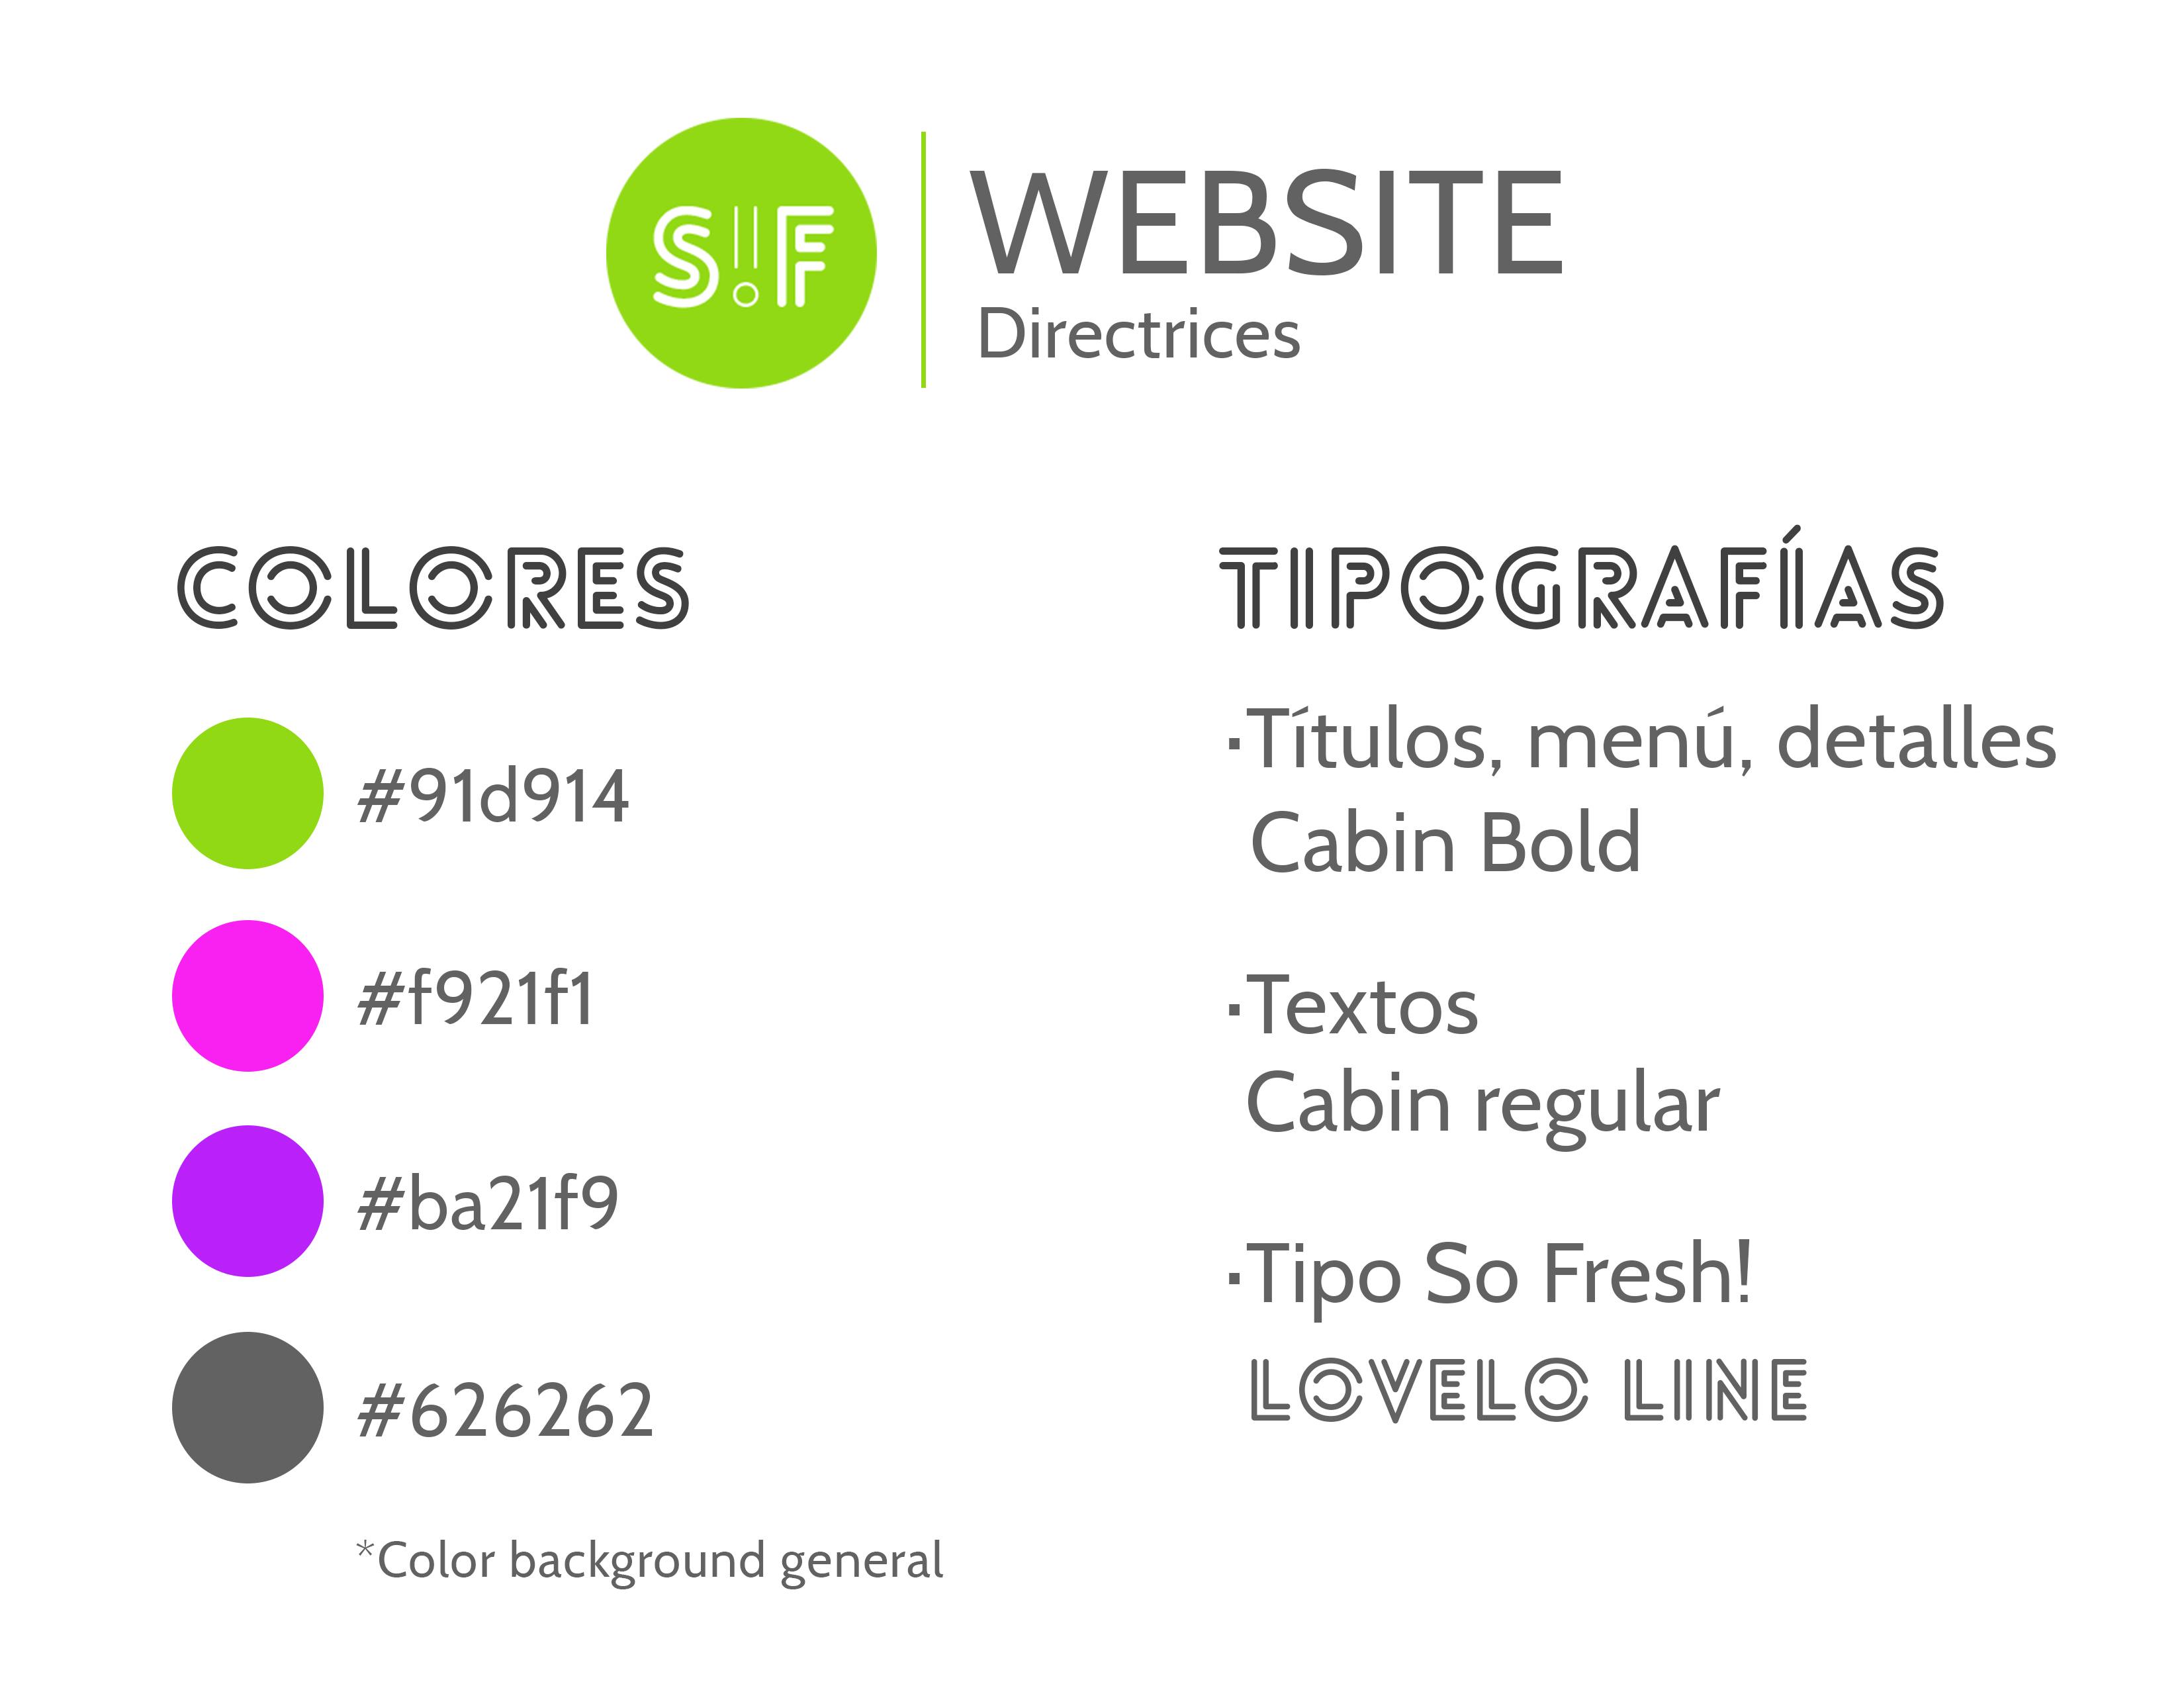 S!F
WEBSITE
Directrices
COLORES
#91d914
#f921f1
#ba21f9
#626262
*Color background general
TIPOGRAFÍAS
·Títulos, menú, detalles
Cabin Bold
·Textos
Cabin regular
·Tipo So Fresh!
LOVELO LINE